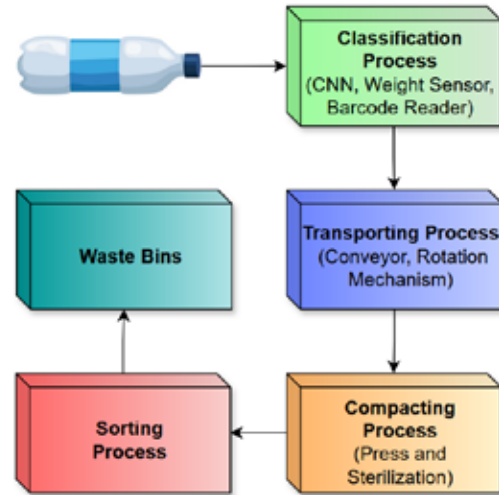 Classification
Process
(CNN, Weight Sensor,
Barcode Reader)
Transporting Process
(Conveyor, Rotation
Mechanism)
Compacting
Process
(Press and
Sterilization)
Sorting
Process
Waste Bins